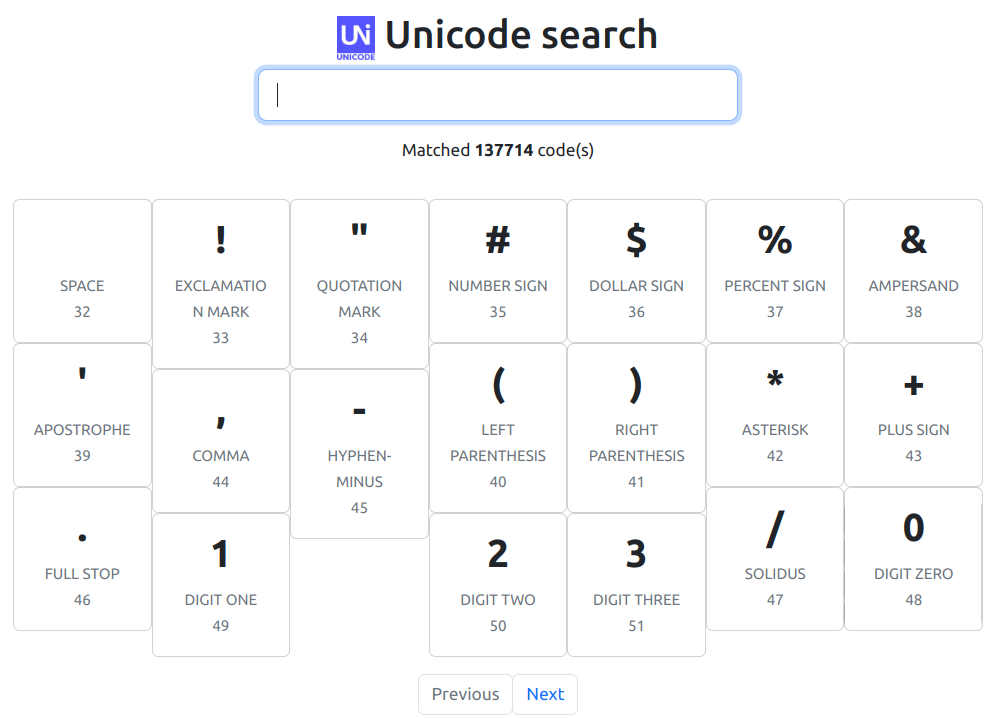 UNi
UNICODE
Unicode search
Matched 137714 code(s)
SPACE
32
!
EXCLAMATIO
N MARK
33
"
QUOTATION
MARK
34
#
NUMBER SIGN
35
$
DOLLAR SIGN
36
%
PERCENT SIGN
37
&
AMPERSAND
38
'
APOSTROPHE
39
,
COMMA
44
-
HYPHEN-
MINUS
45
(
LEFT
PARENTHESIS
40
)
RIGHT
PARENTHESIS
41
*
ASTERISK
42
+
PLUS SIGN
43
.
FULL STOP
46
1
DIGIT ONE
49
2
DIGIT TWO
50
3
DIGIT THREE
51
/
SOLIDUS
47
0
DIGIT ZERO
48
Previous
Next